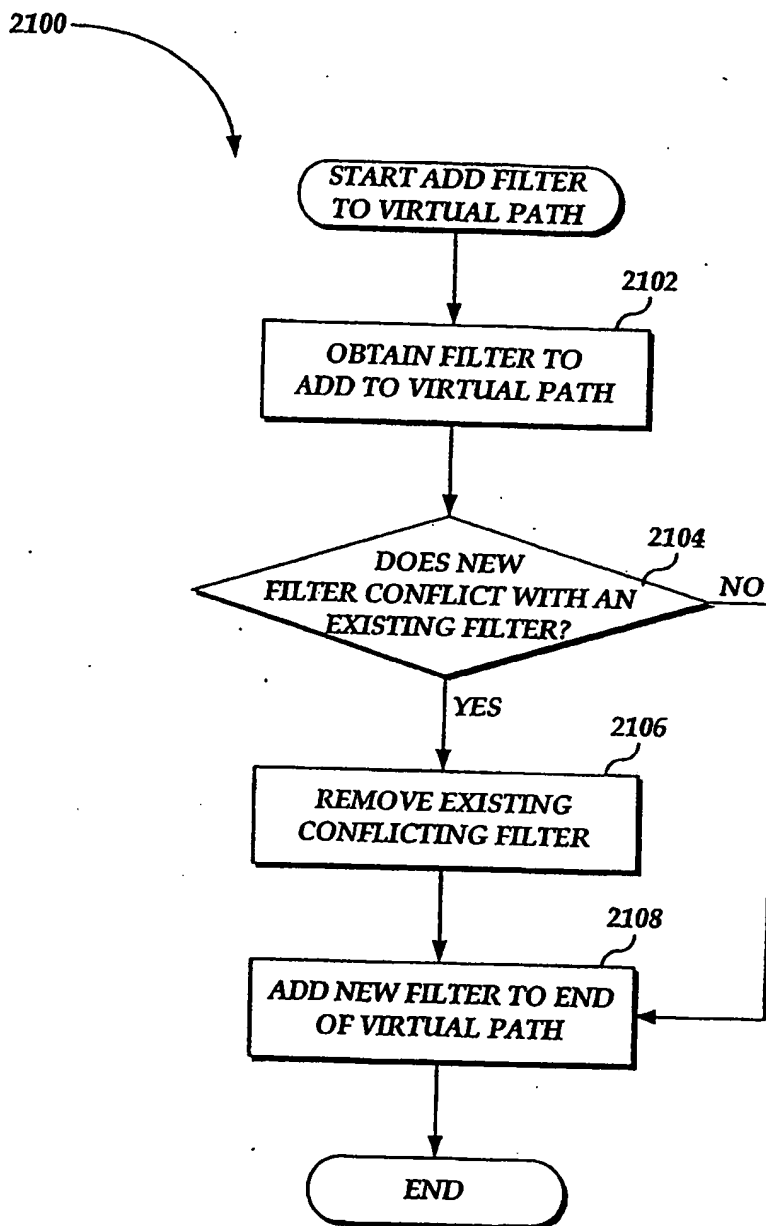 2100
START ADD FILTER
TO VIRTUAL PATH
2102
OBTAIN FILTER TO
ADD TO VIRTUAL PATH
2104
DOES NEW
FILTER CONFLICT WITH AN
EXISTING FILTER?
NO
YES
2106
REMOVE EXISTING
CONFLICTING FILTER
2108
ADD NEW FILTER TO END
OF VIRTUAL PATH
END